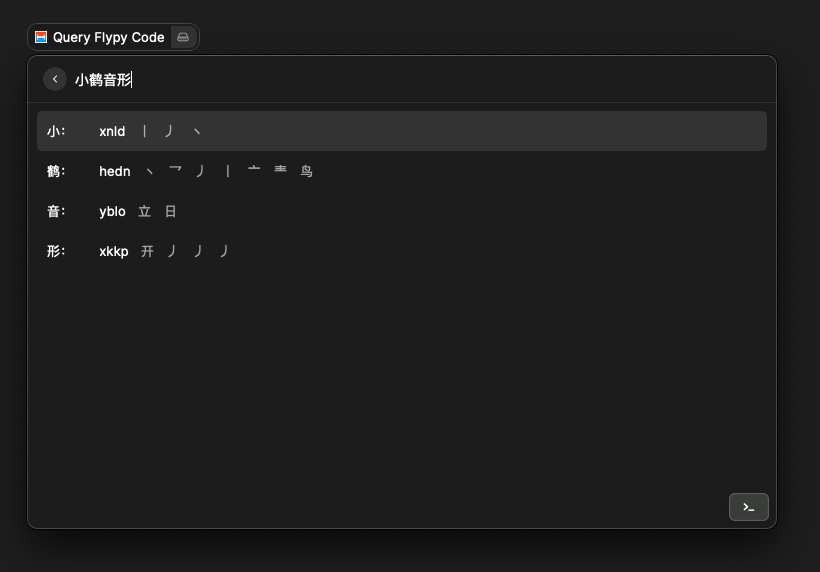 Query Flypy Code
小鹤音形
小: xnld 丨 丿 丶
鹤: hedn 丶 乛 丿 丨 亠 龶 鸟
音: yblo 立 日
形: xkkp 开 丿 丿 丿